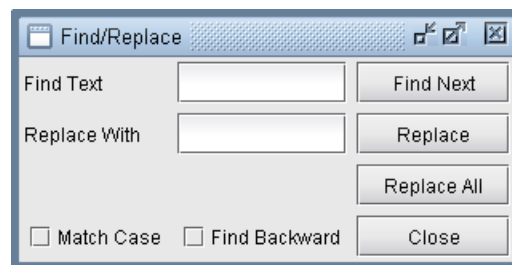 Find/Replace
Find Text Find Next
Replace With Replace
Replace All
Match Case Find Backward Close